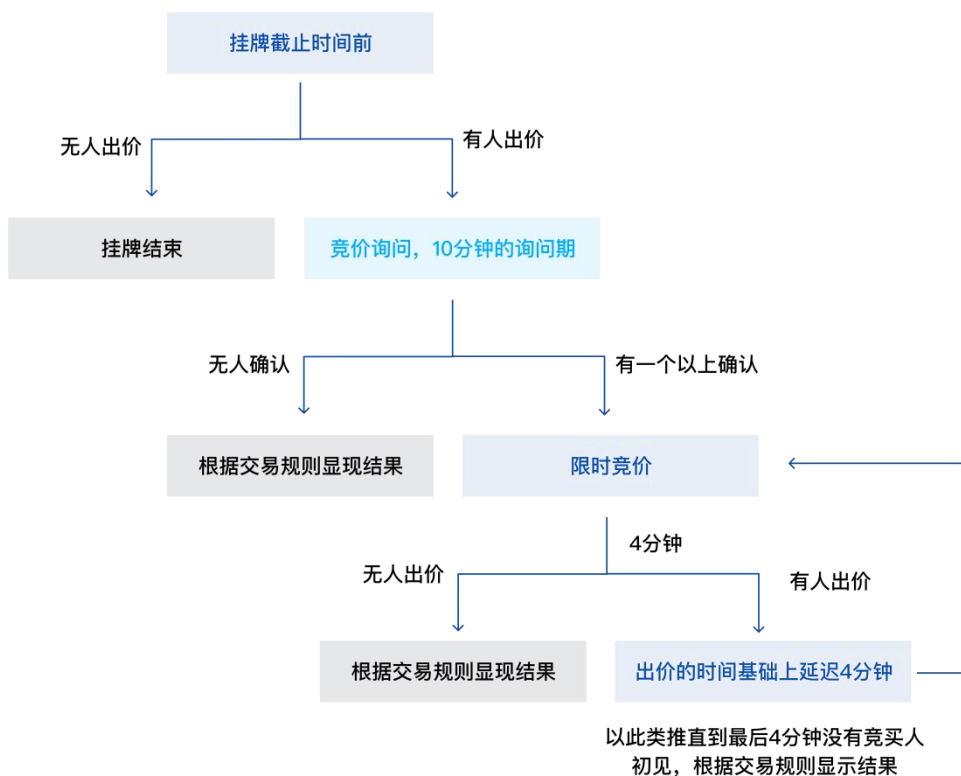 挂牌截止时间前
无人出价
有人出价
挂牌结束
竞价询问，10分钟的询问期
无人确认
有一个以上确认
根据交易规则显现结果
限时竞价
4分钟
无人出价
有人出价
根据交易规则显现结果
出价的时间基础上延迟4分钟
以此类推直到最后4分钟没有竞买人
初见，根据交易规则显示结果